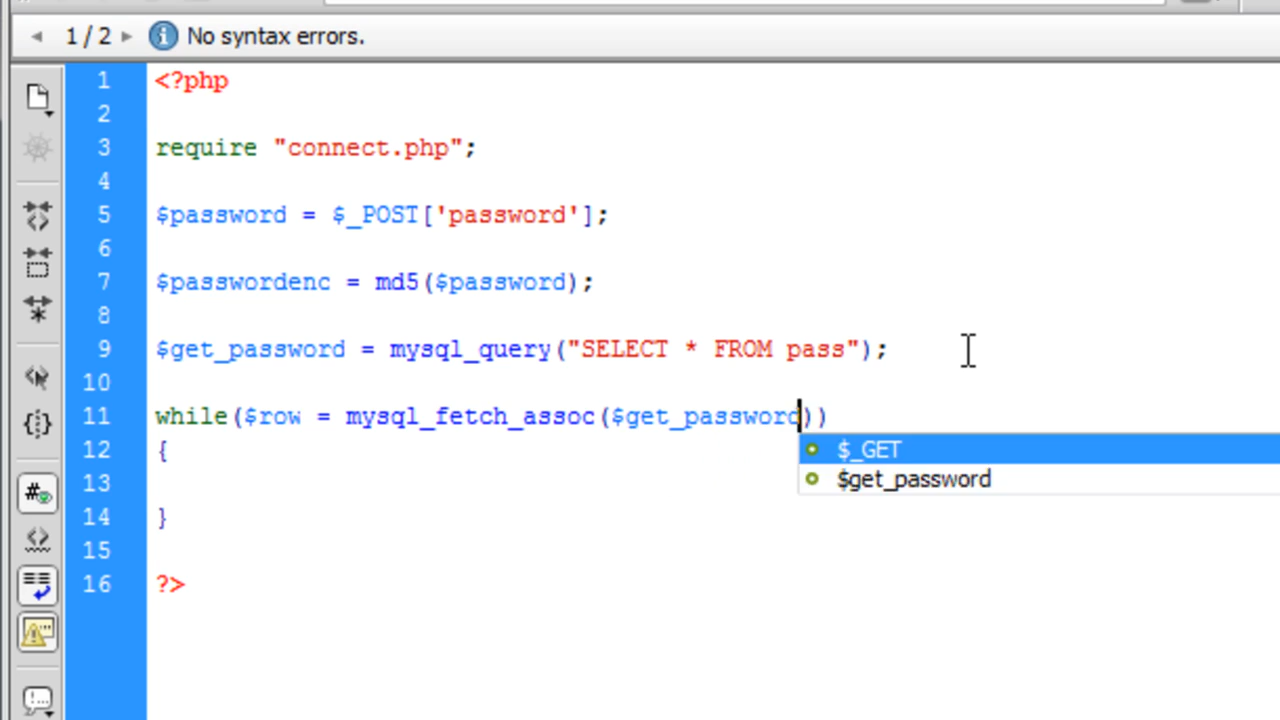 1 / 2 No syntax errors.
1 <?php
2
3 require "connect.php";
4
5 $password = $_POST['password'];
6
7 $passwordenc = md5($password);
8
9 $get_password = mysql_query("SELECT * FROM pass");
10
11 while($row = mysql_fetch_assoc($get_password))
12 {
$_GET
13
$get_password
14 }
15
16 ?>